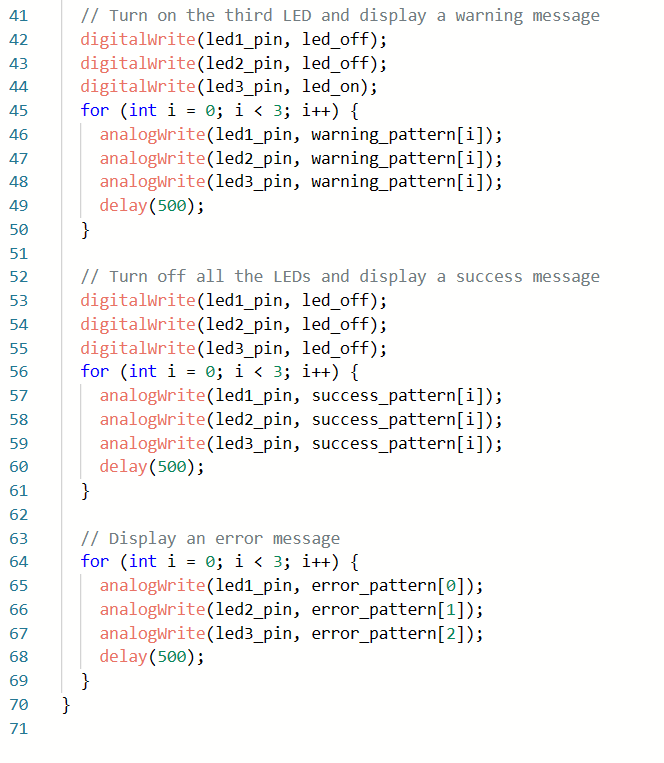 41 // Turn on the third LED and display a warning message
42 digitalWrite(led1_pin, led_off);
43 digitalWrite(led2_pin, led_off);
44 digitalWrite(led3_pin, led_on);
45 for (int i = 0; i < 3; i++) {
46 analogWrite(led1_pin, warning_pattern[i]);
47 analogWrite(led2_pin, warning_pattern[i]);
48 analogWrite(led3_pin, warning_pattern[i]);
49 delay(500);
50 }
51
52 // Turn off all the LEDs and display a success message
53 digitalWrite(led1_pin, led_off);
54 digitalWrite(led2_pin, led_off);
55 digitalWrite(led3_pin, led_off);
56 for (int i = 0; i < 3; i++) {
57 analogWrite(led1_pin, success_pattern[i]);
58 analogWrite(led2_pin, success_pattern[i]);
59 analogWrite(led3_pin, success_pattern[i]);
60 delay(500);
61 }
62
63 // Display an error message
64 for (int i = 0; i < 3; i++) {
65 analogWrite(led1_pin, error_pattern[0]);
66 analogWrite(led2_pin, error_pattern[1]);
67 analogWrite(led3_pin, error_pattern[2]);
68 delay(500);
69 }
70 }
71